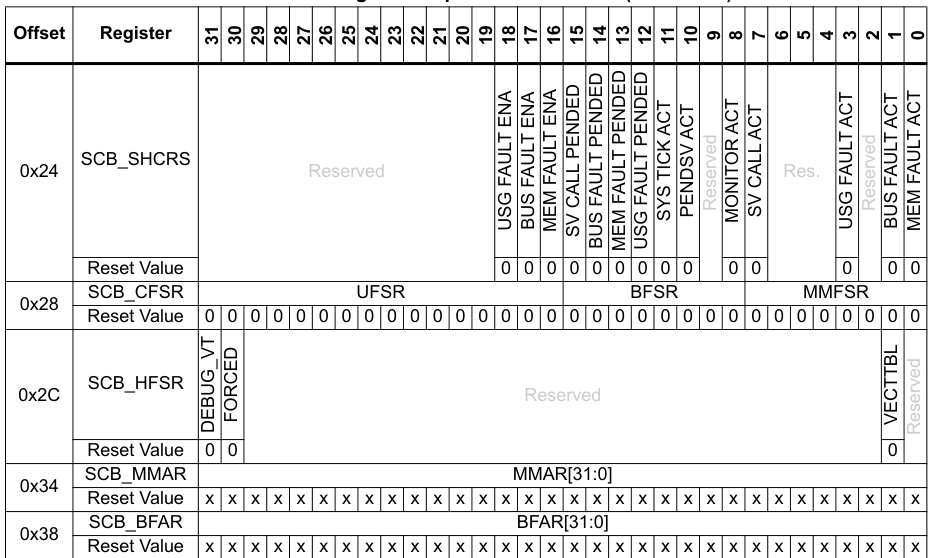 Offset Register 31 30 29 28 27 26 25 24 23 22 21 20 19 18 17 16 15 14 13 12 11 10 9 8 7 6 5 4 3 2 1 0
0x24 SCB_SHCRS Reserved USG FAULT ENA BUS FAULT ENA MEM FAULT ENA SV CALL PENDED BUS FAULT PENDED MEM FAULT PENDED USG FAULT PENDED SYS TICK ACT PENDSV ACT Reserved MONITOR ACT SV CALL ACT Res. USG FAULT ACT Reserved BUS FAULT ACT MEM FAULT ACT
Reset Value 0 0 0 0 0 0 0 0 0 0 0 0 0 0
0x28 SCB_CFSR UFSR BFSR MMFSR
Reset Value 0 0 0 0 0 0 0 0 0 0 0 0 0 0 0 0 0 0 0 0 0 0 0 0 0 0 0 0 0 0 0 0
0x2C SCB_HFSR DEBUG_VT FORCED Reserved VECTTBL Reserved
Reset Value 0 0 0
0x34 SCB_MMAR MMAR[31:0]
Reset Value x x x x x x x x x x x x x x x x x x x x x x x x x x x x x x x x
0x38 SCB_BFAR BFAR[31:0]
Reset Value x x x x x x x x x x x x x x x x x x x x x x x x x x x x x x x x